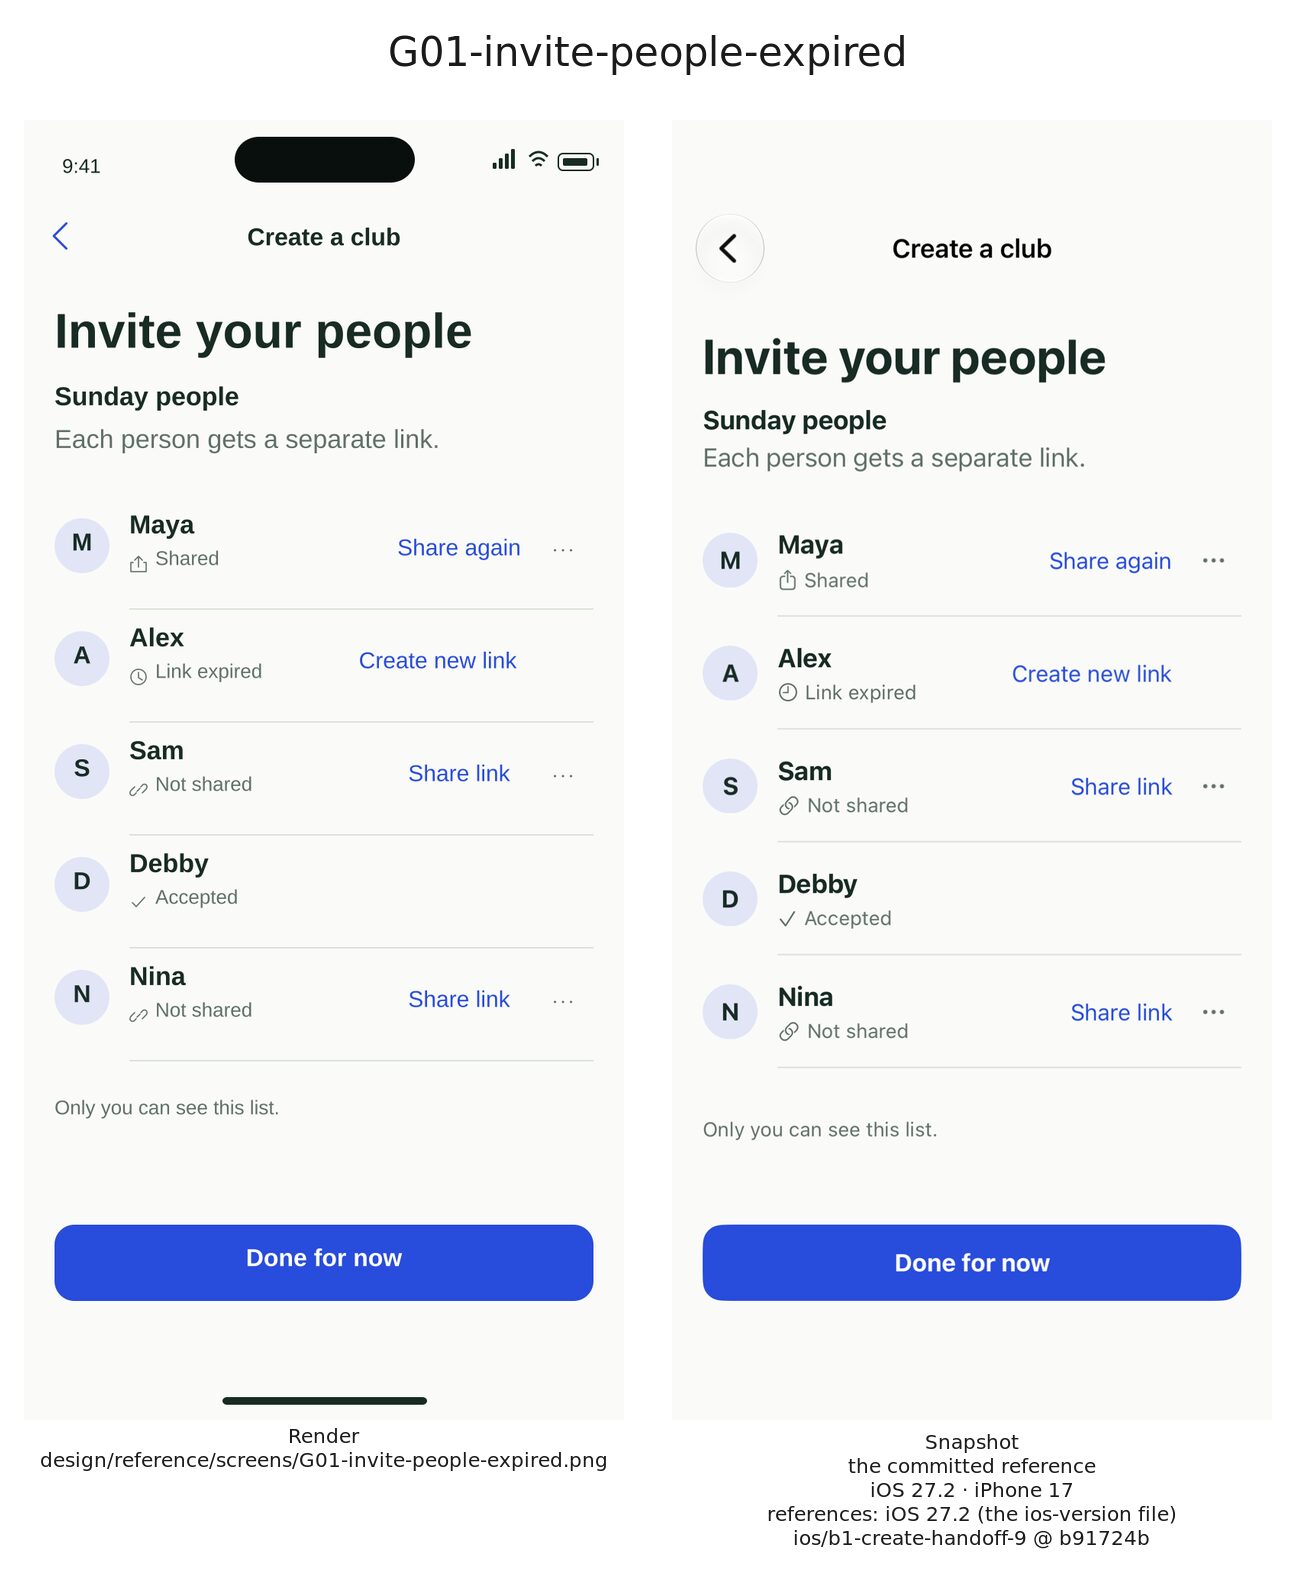 G01-invite-people-expired
9:41
Create a club
Invite your people
Sunday people
Each person gets a separate link.
M
Maya
Shared
Share again
...
A
Alex
Link expired
Create new link
S
Sam
Not shared
Share link
...
D
Debby
Accepted
N
Nina
Not shared
Share link
...
Only you can see this list.
Done for now
Render
design/reference/screens/G01-invite-people-expired.png
Create a club
Invite your people
Sunday people
Each person gets a separate link.
M
Maya
Shared
Share again
...
A
Alex
Link expired
Create new link
S
Sam
Not shared
Share link
...
D
Debby
Accepted
N
Nina
Not shared
Share link
...
Only you can see this list.
Done for now
Snapshot
the committed reference
iOS 27.2 · iPhone 17
references: iOS 27.2 (the ios-version file)
ios/b1-create-handoff-9 @ b91724b